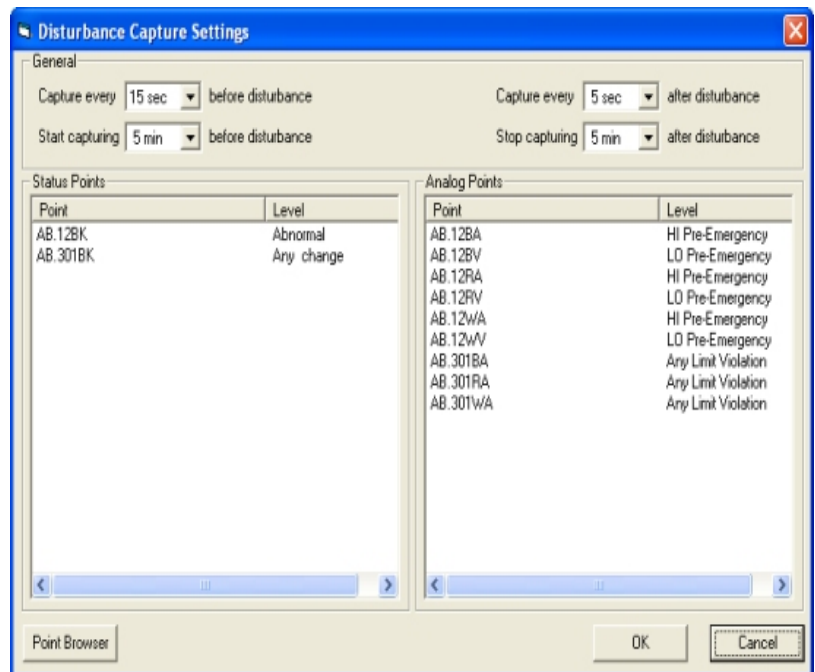 Disturbance Capture Settings
General
Capture every 15 sec before disturbance
Capture every 5 sec after disturbance
Start capturing 5 min before disturbance
Stop capturing 5 min after disturbance
Status Points
Point Level
AB.12BK Abnormal
AB.301BK Any change
Analog Points
Point Level
AB.12BA HI Pre-Emergency
AB.12BV LO Pre-Emergency
AB.12RA HI Pre-Emergency
AB.12RV LO Pre-Emergency
AB.12WA HI Pre-Emergency
AB.12WV LO Pre-Emergency
AB.301BA Any Limit Violation
AB.301RA Any Limit Violation
AB.301WA Any Limit Violation
Point Browser
OK
Cancel